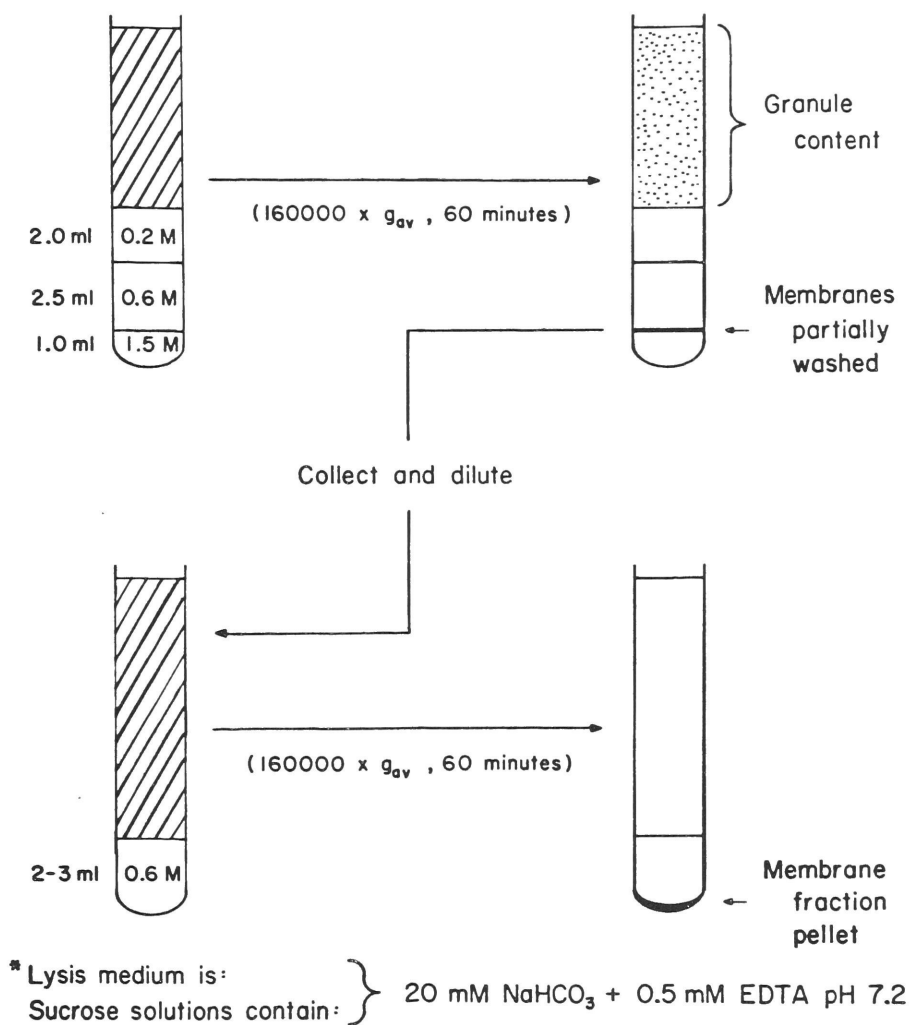 Granule
content
(160000 x gav , 60 minutes)
2.0 ml 0.2 M
2.5 ml 0.6 M
1.0 ml 1.5 M
Membranes
partially
washed
Collect and dilute
(160000 x gav , 60 minutes)
2-3 ml 0.6 M
Membrane
fraction
pellet
* Lysis medium is:
Sucrose solutions contain:
20 mM NaHCO₃ + 0.5 mM EDTA pH 7.2